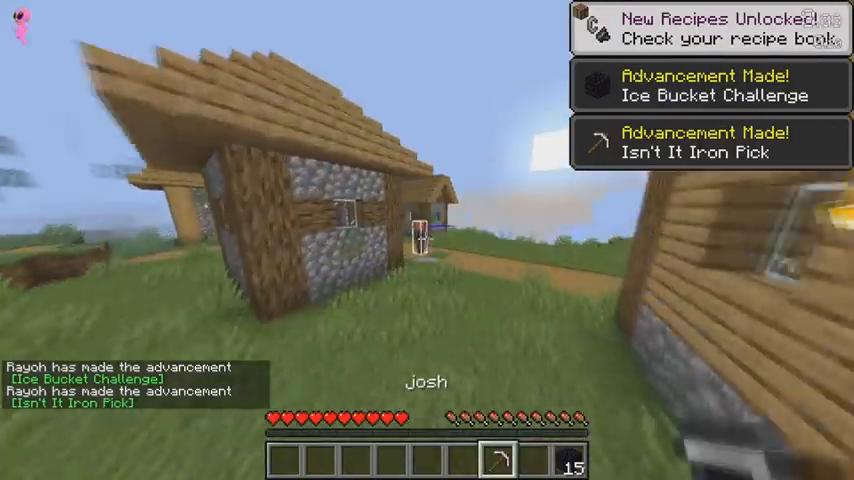 New Recipes Unlocked!
Check your recipe book
Advancement Made!
Ice Bucket Challenge
Advancement Made!
Isn't It Iron Pick
Rayoh has made the advancement
[Ice Bucket Challenge]
Rayoh has made the advancement
[Isn't It Iron Pick]
josh
15